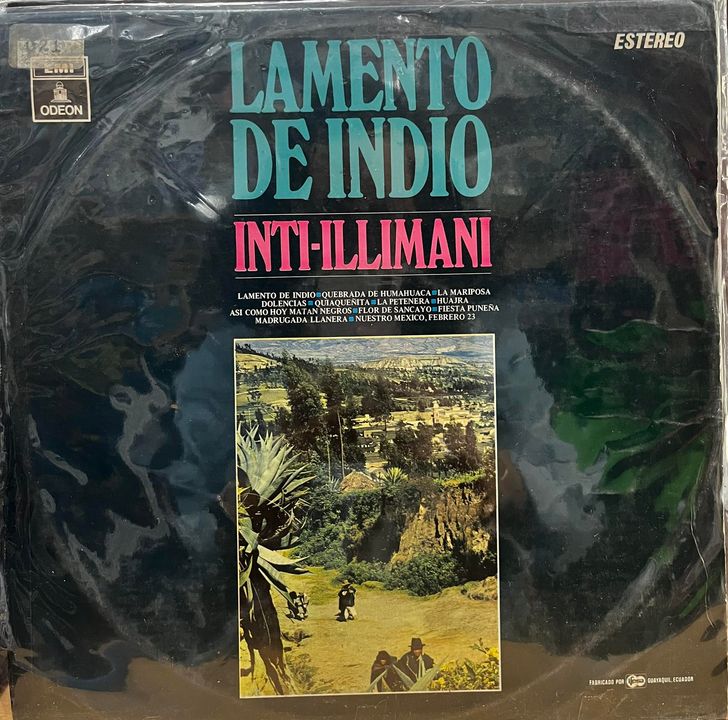 021
EMI
ODEON
ESTEREO
LAMENTO
DE INDIO
INTI-ILLIMANI
LAMENTO DE INDIO ■ QUEBRADA DE HUMAHUACA ■ LA MARIPOSA
DOLENCIAS ■ QUIAQUEÑITA ■ LA PETENERA ■ HUAJRA
ASI COMO HOY MATAN NEGROS ■ FLOR DE SANCAYO ■ FIESTA PUNEÑA
MADRUGADA LLANERA ■ NUESTRO MEXICO, FEBRERO 23
FABRICADO POR
GUAYAQUIL, ECUADOR